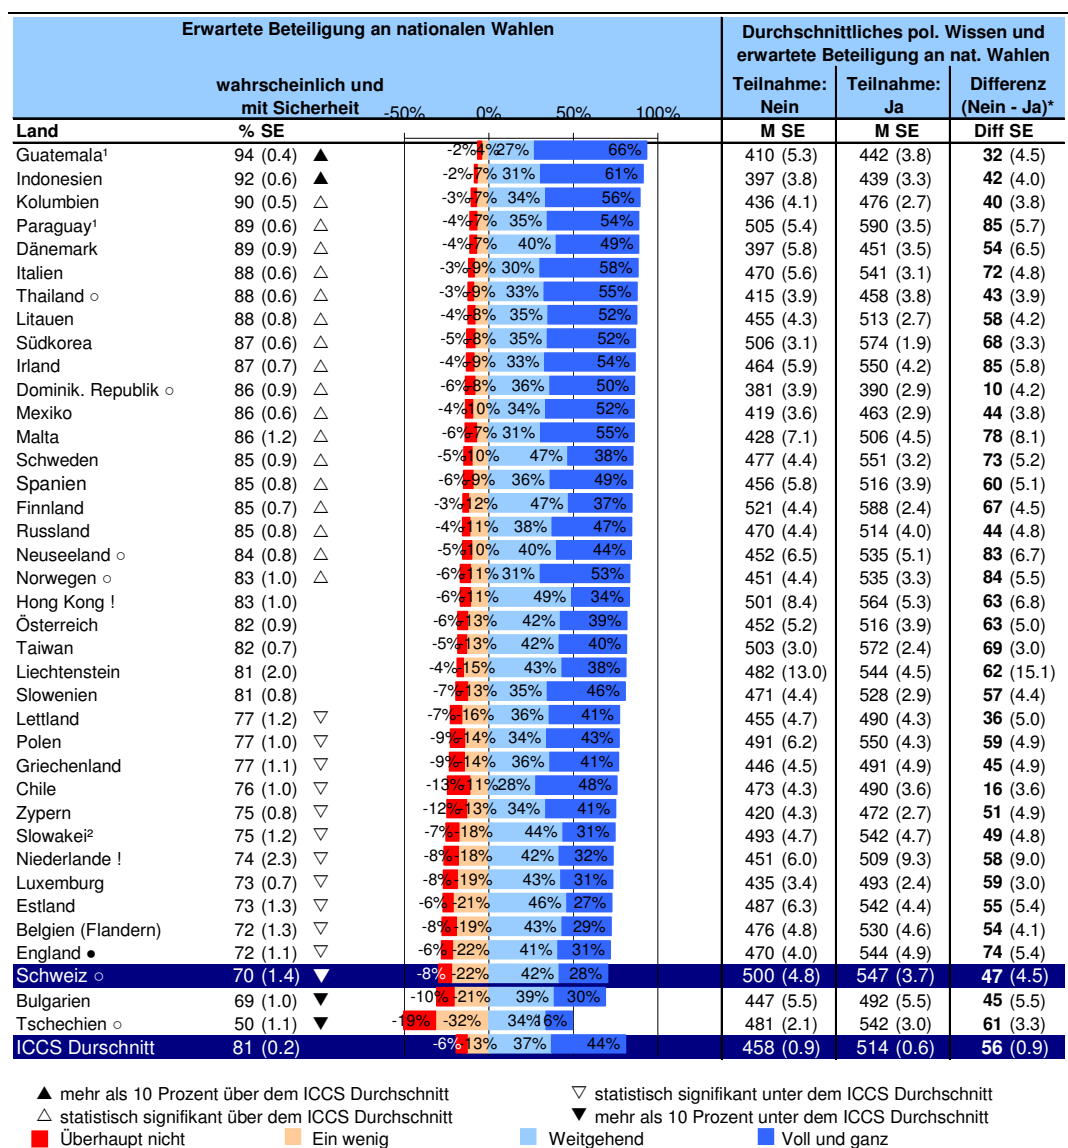 Erwartete Beteiligung an nationalen Wahlen
Durchschnittliches pol. Wissen und
erwartete Beteiligung an nat. Wahlen
wahrscheinlich und
mit Sicherheit
-50% 0% 50% 100%
Teilnahme:
Nein
Teilnahme:
Ja
Differenz
(Nein - Ja)*
Land % SE M SE M SE Diff SE
Guatemala¹ 94 (0.4) ▲ -2% -4% 27% 66% 410 (5.3) 442 (3.8) 32 (4.5)
Indonesien 92 (0.6) ▲ -2% -7% 31% 61% 397 (3.8) 439 (3.3) 42 (4.0)
Kolumbien 90 (0.5) △ -3% -7% 34% 56% 436 (4.1) 476 (2.7) 40 (3.8)
Paraguay¹ 89 (0.6) △ -4% -7% 35% 54% 505 (5.4) 590 (3.5) 85 (5.7)
Dänemark 89 (0.9) △ -4% -7% 40% 49% 397 (5.8) 451 (3.5) 54 (6.5)
Italien 88 (0.6) △ -3% -9% 30% 58% 470 (5.6) 541 (3.1) 72 (4.8)
Thailand ○ 88 (0.6) △ -3% -9% 33% 55% 415 (3.9) 458 (3.8) 43 (3.9)
Litauen 88 (0.8) △ -4% -8% 35% 52% 455 (4.3) 513 (2.7) 58 (4.2)
Südkorea 87 (0.6) △ -5% -8% 35% 52% 506 (3.1) 574 (1.9) 68 (3.3)
Irland 87 (0.7) △ -4% -9% 33% 54% 464 (5.9) 550 (4.2) 85 (5.8)
Dominik. Republik ○ 86 (0.9) △ -6% -8% 36% 50% 381 (3.9) 390 (2.9) 10 (4.2)
Mexiko 86 (0.6) △ -4% -10% 34% 52% 419 (3.6) 463 (2.9) 44 (3.8)
Malta 86 (1.2) △ -6% -7% 31% 55% 428 (7.1) 506 (4.5) 78 (8.1)
Schweden 85 (0.9) △ -5% -10% 47% 38% 477 (4.4) 551 (3.2) 73 (5.2)
Spanien 85 (0.8) △ -6% -9% 36% 49% 456 (5.8) 516 (3.9) 60 (5.1)
Finnland 85 (0.7) △ -3% -12% 47% 37% 521 (4.4) 588 (2.4) 67 (4.5)
Russland 85 (0.8) △ -4% -11% 38% 47% 470 (4.4) 514 (4.0) 44 (4.8)
Neuseeland ○ 84 (0.8) △ -5% -10% 40% 44% 452 (6.5) 535 (5.1) 83 (6.7)
Norwegen ○ 83 (1.0) △ -6% -11% 31% 53% 451 (4.4) 535 (3.3) 84 (5.5)
Hong Kong ! 83 (1.0) -6% -11% 49% 34% 501 (8.4) 564 (5.3) 63 (6.8)
Österreich 82 (0.9) -6% -13% 42% 39% 452 (5.2) 516 (3.9) 63 (5.0)
Taiwan 82 (0.7) -5% -13% 42% 40% 503 (3.0) 572 (2.4) 69 (3.0)
Liechtenstein 81 (2.0) -4% -15% 43% 38% 482 (13.0) 544 (4.5) 62 (15.1)
Slowenien 81 (0.8) -7% -13% 35% 46% 471 (4.4) 528 (2.9) 57 (4.4)
Lettland 77 (1.2) ▽ -7% -16% 36% 41% 455 (4.7) 490 (4.3) 36 (5.0)
Polen 77 (1.0) ▽ -9% -14% 34% 43% 491 (6.2) 550 (4.3) 59 (4.9)
Griechenland 77 (1.1) ▽ -9% -14% 36% 41% 446 (4.5) 491 (4.9) 45 (4.9)
Chile 76 (1.0) ▽ -13% -11% 28% 48% 473 (4.3) 490 (3.6) 16 (3.6)
Zypern 75 (0.8) ▽ -12% -13% 34% 41% 420 (4.3) 472 (2.7) 51 (4.9)
Slowakei² 75 (1.2) ▽ -7% -18% 44% 31% 493 (4.7) 542 (4.7) 49 (4.8)
Niederlande ! 74 (2.3) ▽ -8% -18% 42% 32% 451 (6.0) 509 (9.3) 58 (9.0)
Luxemburg 73 (0.7) ▽ -8% -19% 43% 31% 435 (3.4) 493 (2.4) 59 (3.0)
Estland 73 (1.3) ▽ -6% -21% 46% 27% 487 (6.3) 542 (4.4) 55 (5.4)
Belgien (Flandern) 72 (1.3) ▽ -8% -19% 43% 29% 476 (4.8) 530 (4.6) 54 (4.1)
England ● 72 (1.1) ▽ -6% -22% 41% 31% 470 (4.0) 544 (4.9) 74 (5.4)
Schweiz ○ 70 (1.4) ▼ -8% -22% 42% 28% 500 (4.8) 547 (3.7) 47 (4.5)
Bulgarien 69 (1.0) ▼ -10% -21% 39% 30% 447 (5.5) 492 (5.5) 45 (5.5)
Tschechien ○ 50 (1.1) ▼ -19% -32% 34% 16% 481 (2.1) 542 (3.0) 61 (3.3)
ICCS Durschnitt 81 (0.2) -6% -13% 37% 44% 458 (0.9) 514 (0.6) 56 (0.9)
▲ mehr als 10 Prozent über dem ICCS Durchschnitt ▽ statistisch signifikant unter dem ICCS Durchschnitt
△ statistisch signifikant über dem ICCS Durchschnitt ▼ mehr als 10 Prozent unter dem ICCS Durchschnitt
Überhaupt nicht Ein wenig Weitgehend Voll und ganz